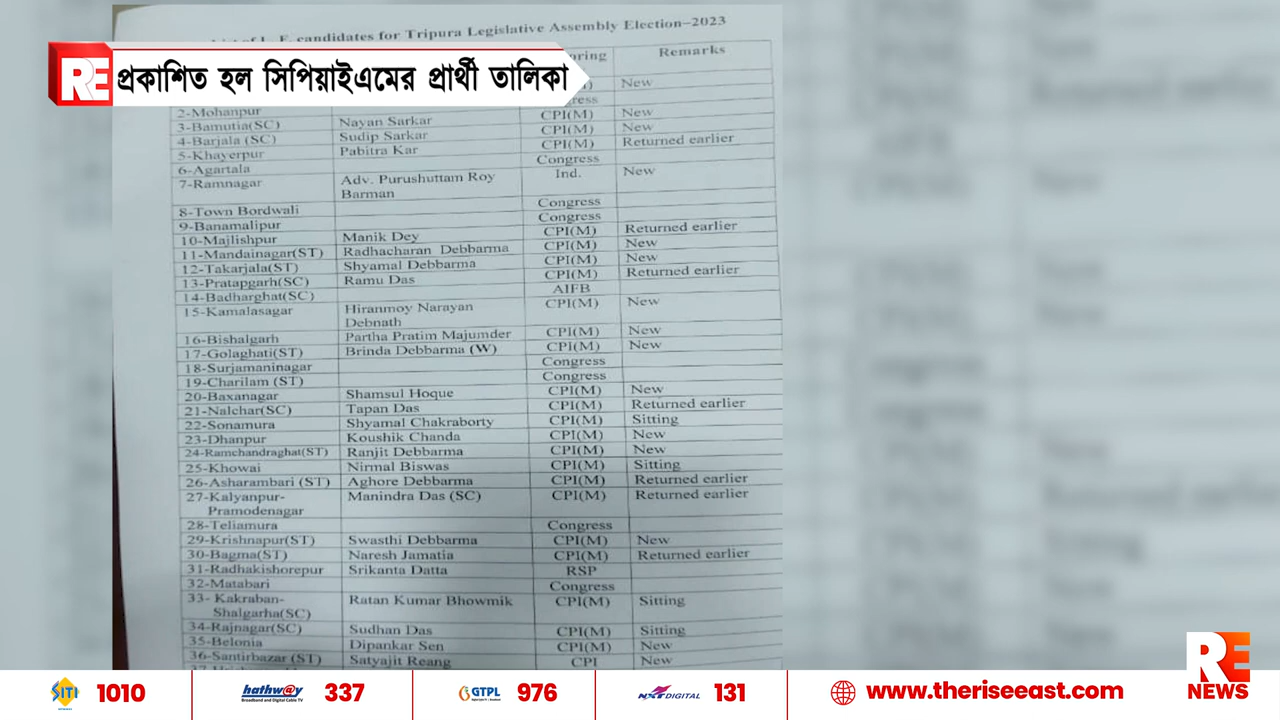 L. F. candidates for Tripura Legislative Assembly Election-2023
RE প্রকাশিত হল সিপিয়াইএমের প্রার্থী তালিকা
Remarks
New
2-Mohanpur CPI(M) New
3-Bamutia(SC) Nayan Sarkar CPI(M) New
4-Barjala (SC) Sudip Sarkar CPI(M) Returned earlier
5-Khayerpur Pabitra Kar Congress
6-Agartala Ind. New
7-Ramnagar Adv. Purushuttam Roy
Barman
8-Town Bordwali Congress
9-Banamalipur Congress
10-Majlishpur Manik Dey CPI(M) Returned earlier
11-Mandainagar(ST) Radhacharan Debbarma CPI(M) New
12-Takarjala(ST) Shyamal Debbarma CPI(M) New
13-Pratapgarh(SC) Ramu Das CPI(M) Returned earlier
14-Badharghat(SC) AIFB
15-Kamalasagar Hiranmoy Narayan CPI(M) New
Debnath
16-Bishalgarh Partha Pratim Majumder CPI(M) New
17-Golaghati(ST) Brinda Debbarma (W) CPI(M) New
18-Surjamaninagar Congress
19-Charilam (ST) Congress
20-Baxanagar Shamsul Hoque CPI(M) New
21-Nalchar(SC) Tapan Das CPI(M) Returned earlier
22-Sonamura Shyamal Chakraborty CPI(M) Sitting
23-Dhanpur Koushik Chanda CPI(M) New
24-Ramchandraghat(ST) Ranjit Debbarma CPI(M) New
25-Khowai Nirmal Biswas CPI(M) Sitting
26-Asharambari (ST) Aghore Debbarma CPI(M) Returned earlier
27-Kalyanpur- Manindra Das (SC) CPI(M) Returned earlier
Pramodenagar
28-Teliamura Congress
29-Krishnapur(ST) Swasthi Debbarma CPI(M) New
30-Bagma(ST) Naresh Jamatia CPI(M) Returned earlier
31-Radhakishorepur Srikanta Datta RSP
32-Matabari Congress
33- Kakraban- Ratan Kumar Bhowmik CPI(M) Sitting
Shalgarha(SC)
34-Rajnagar(SC) Sudhan Das CPI(M) Sitting
35-Belonia Dipankar Sen CPI(M) New
36-Santirbazar (ST) Satyajit Reang CPI New
RE
NEWS
SITI 1010 hathway 337 GTPL 976 NXT DIGITAL 131 www.theriseeast.com
Broadband and Digital Cable TV